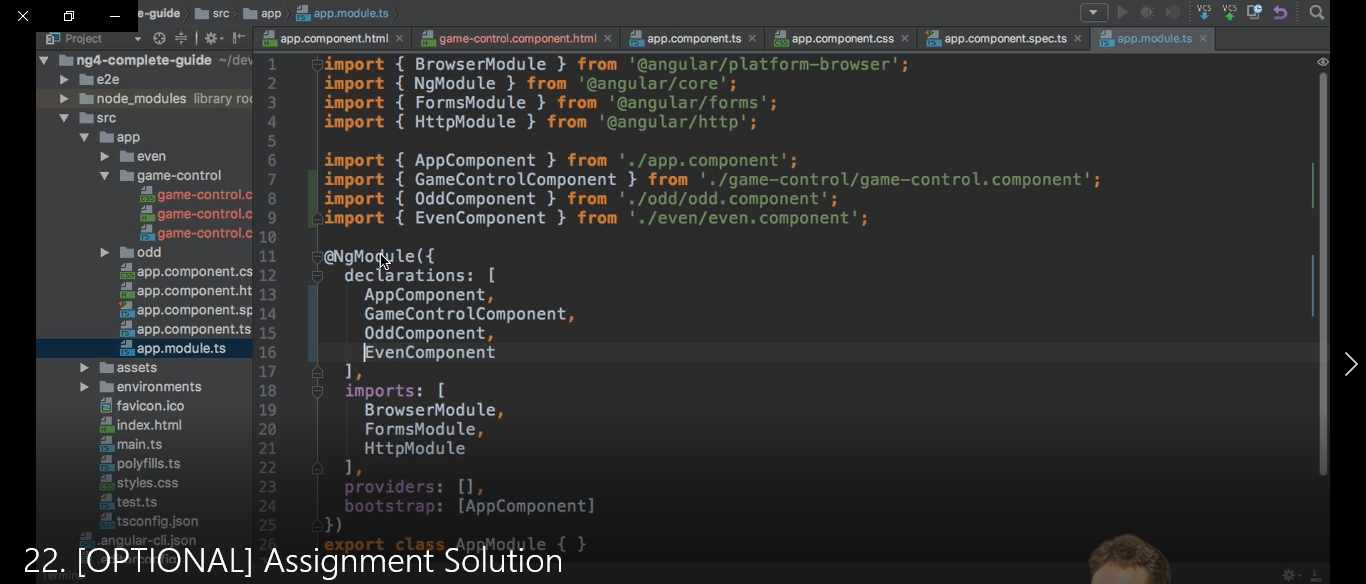 e-guide src app app.module.ts
Project
app.component.html game-control.component.html app.component.ts app.component.css app.component.spec.ts app.module.ts
VCS VCS
ng4-complete-guide ~/dev
e2e
node_modules library roo
src
app
even
game-control
game-control.c
game-control.c
game-control.c
odd
app.component.cs
app.component.ht
app.component.sp
app.component.ts
app.module.ts
assets
environments
favicon.ico
index.html
main.ts
polyfills.ts
styles.css
test.ts
tsconfig.json
.angular-cli.json
1 import { BrowserModule } from '@angular/platform-browser';
2 import { NgModule } from '@angular/core';
3 import { FormsModule } from '@angular/forms';
4 import { HttpModule } from '@angular/http';
5
6 import { AppComponent } from './app.component';
7 import { GameControlComponent } from './game-control/game-control.component';
8 import { OddComponent } from './odd/odd.component';
9 import { EvenComponent } from './even/even.component';
10
11 @NgModule({
12 declarations: [
13 AppComponent,
14 GameControlComponent,
15 OddComponent,
16 EvenComponent
17 ],
18 imports: [
19 BrowserModule,
20 FormsModule,
21 HttpModule
22 ],
23 providers: [],
24 bootstrap: [AppComponent]
25 })
26 export class AppModule { }
22. [OPTIONAL] Assignment Solution